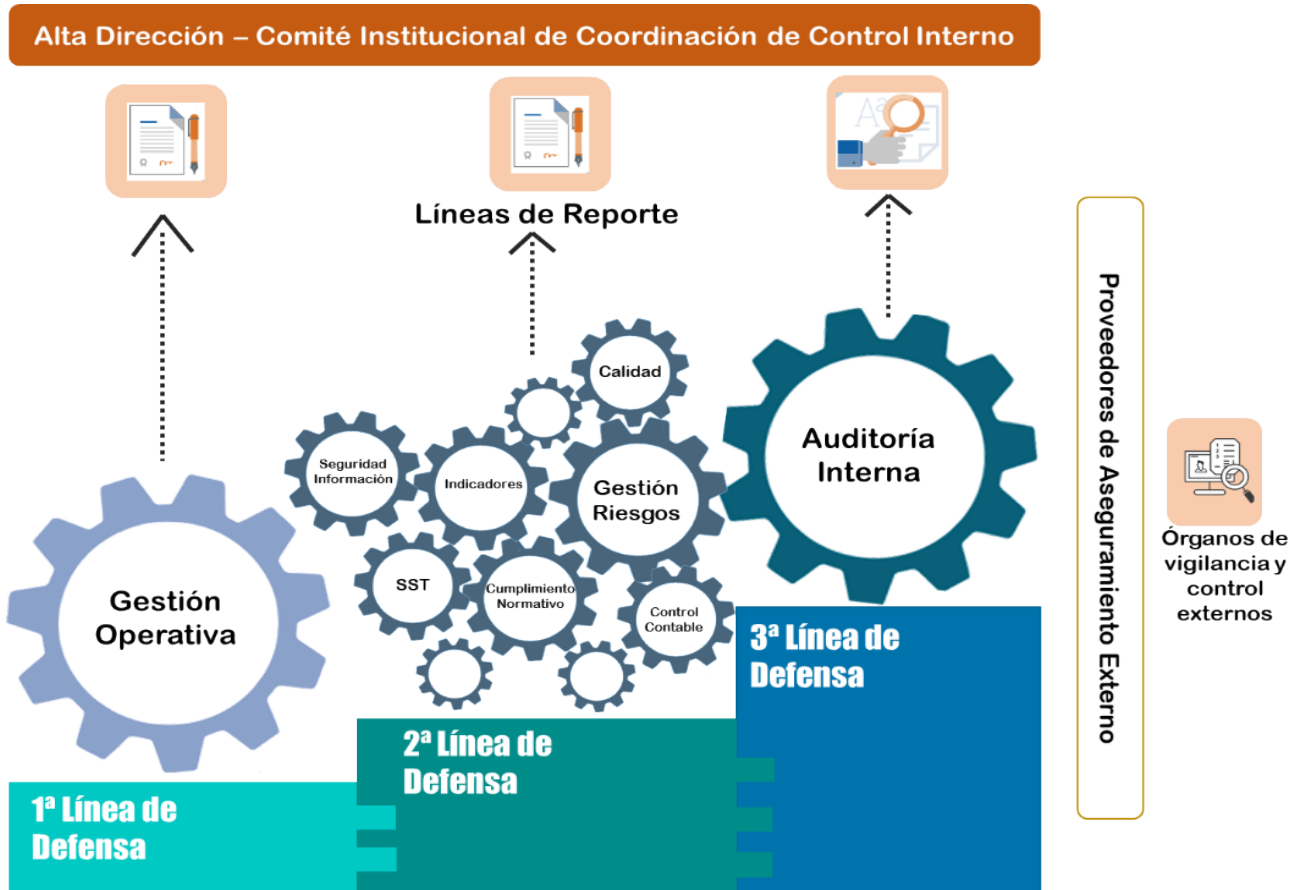 Alta Dirección – Comité Institucional de Coordinación de Control Interno
Aª
Líneas de Reporte
Calidad
Seguridad
Información
Indicadores
Gestión
Riesgos
Auditoría
Interna
SST
Cumplimiento
Normativo
Control
Contable
Gestión
Operativa
1ª Línea de
Defensa
2ª Línea de
Defensa
3ª Línea de
Defensa
Proveedores de Aseguramiento Externo
Órganos de
vigilancia y
control
externos